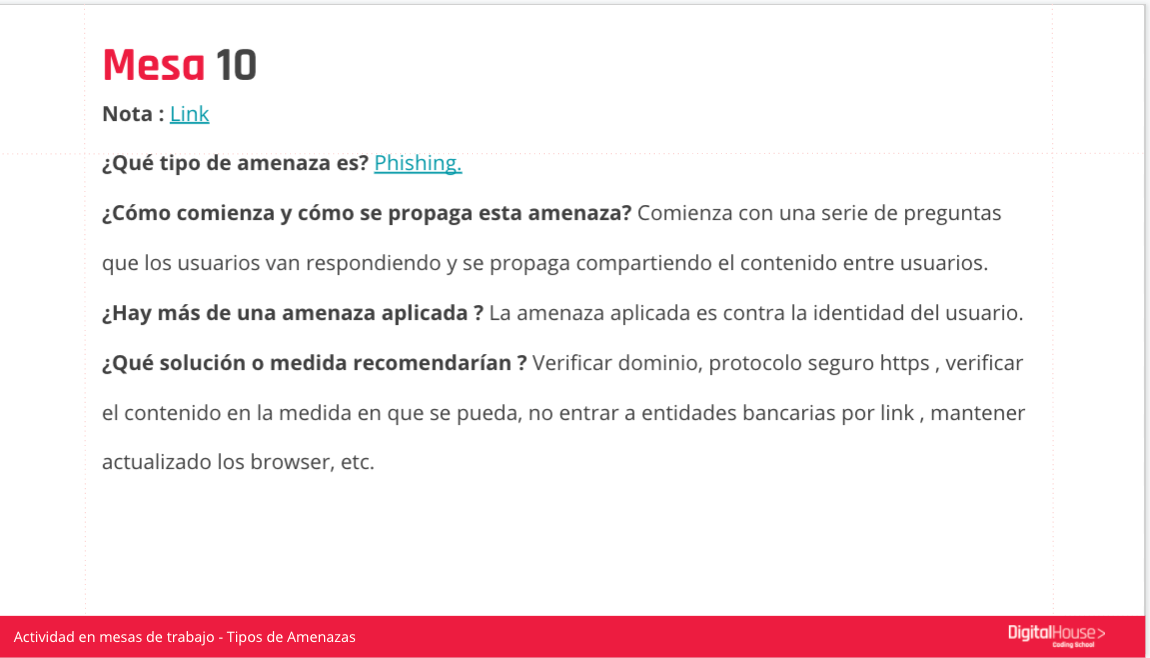 Mesa 10
Nota : Link
¿Qué tipo de amenaza es? Phishing.
¿Cómo comienza y cómo se propaga esta amenaza? Comienza con una serie de preguntas
que los usuarios van respondiendo y se propaga compartiendo el contenido entre usuarios.
¿Hay más de una amenaza aplicada ? La amenaza aplicada es contra la identidad del usuario.
¿Qué solución o medida recomendarían ? Verificar dominio, protocolo seguro https , verificar
el contenido en la medida en que se pueda, no entrar a entidades bancarias por link , mantener
actualizado los browser, etc.
Actividad en mesas de trabajo - Tipos de Amenazas
DigitalHouse>
Coding School